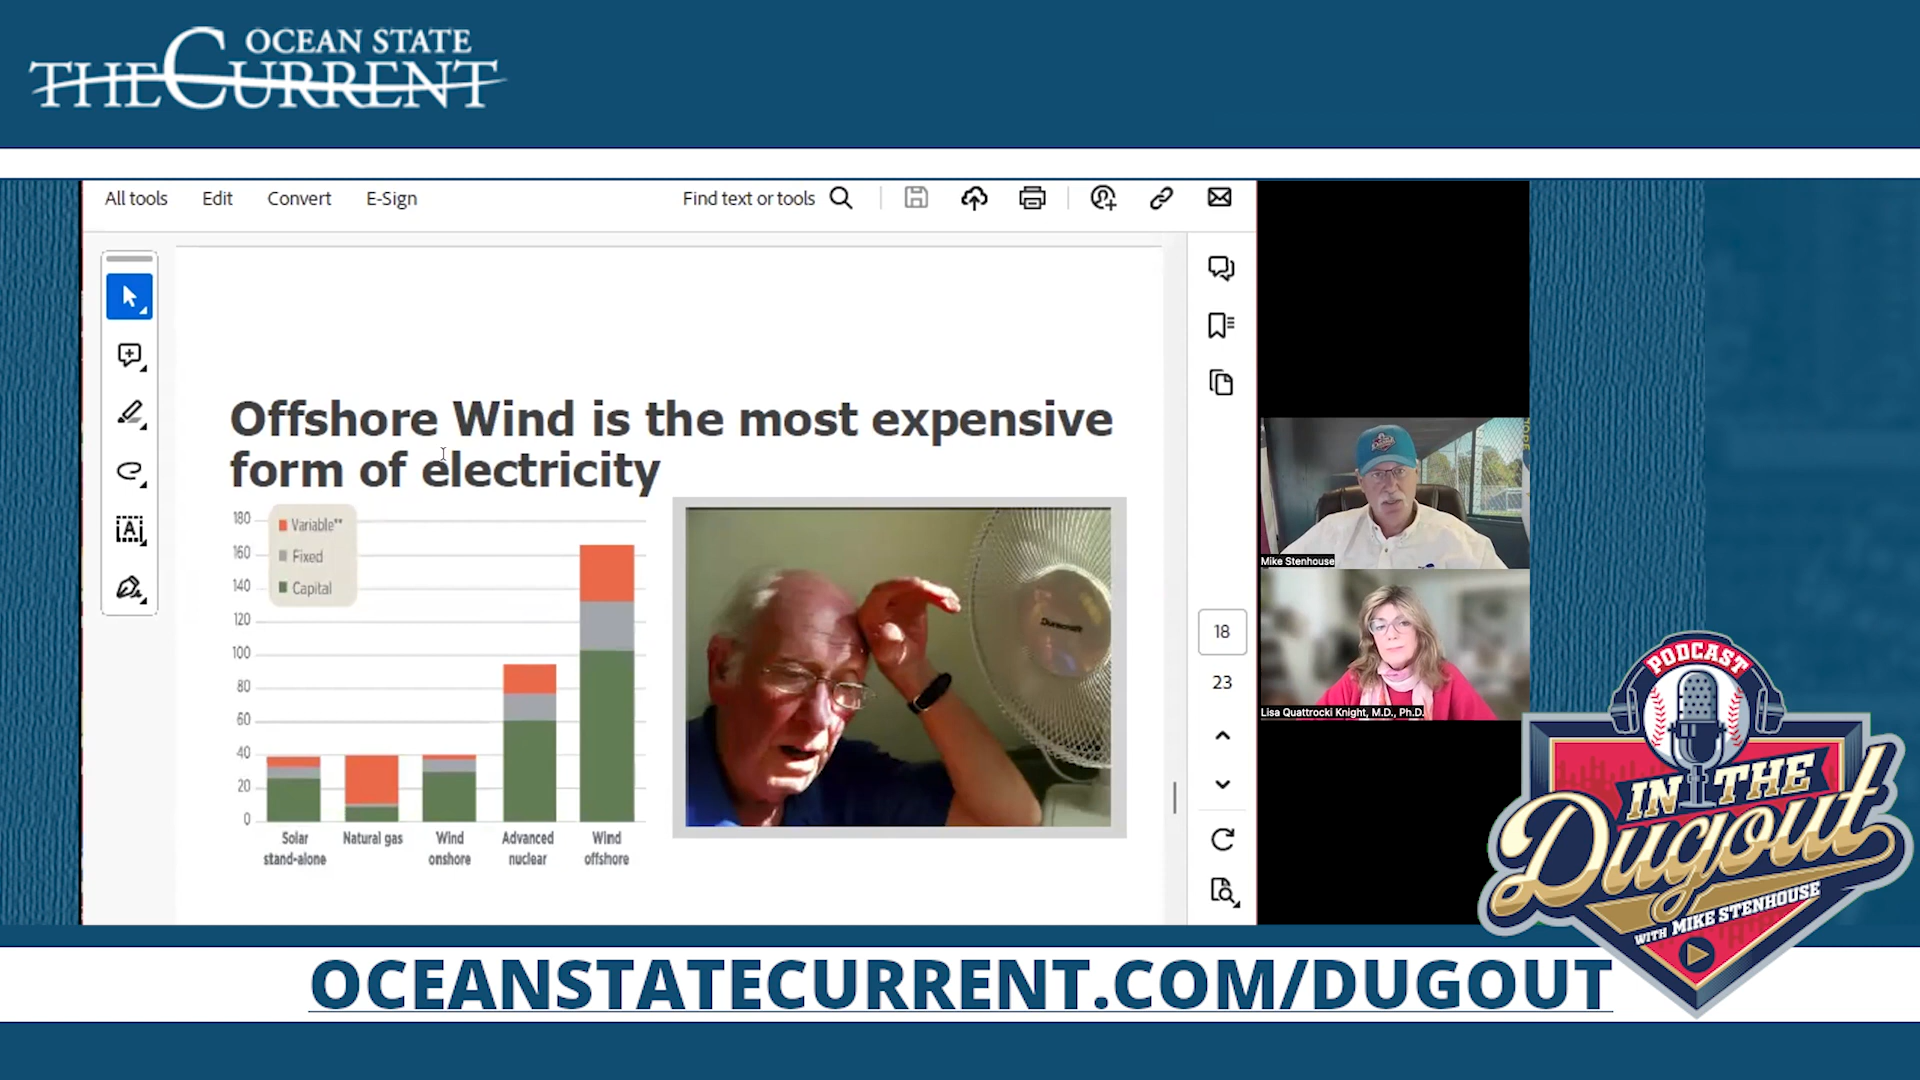 OCEAN STATE
THE CURRENT
All tools
Edit
Convert
E-Sign
Find text or tools
Offshore Wind is the most expensive
form of electricity
180
160
140
120
100
80
60
40
20
0
Variable**
Fixed
Capital
Solar
stand-alone
Natural gas
Wind
onshore
Advanced
nuclear
Wind
offshore
Duracraft
18
23
Mike Stenhouse
Lisa Quattrocki Knight, M.D., Ph.D.
PODCAST
IN THE
Dugout
WITH MIKE STENHOUSE
OCEANSTATECURRENT.COM/DUGOUT